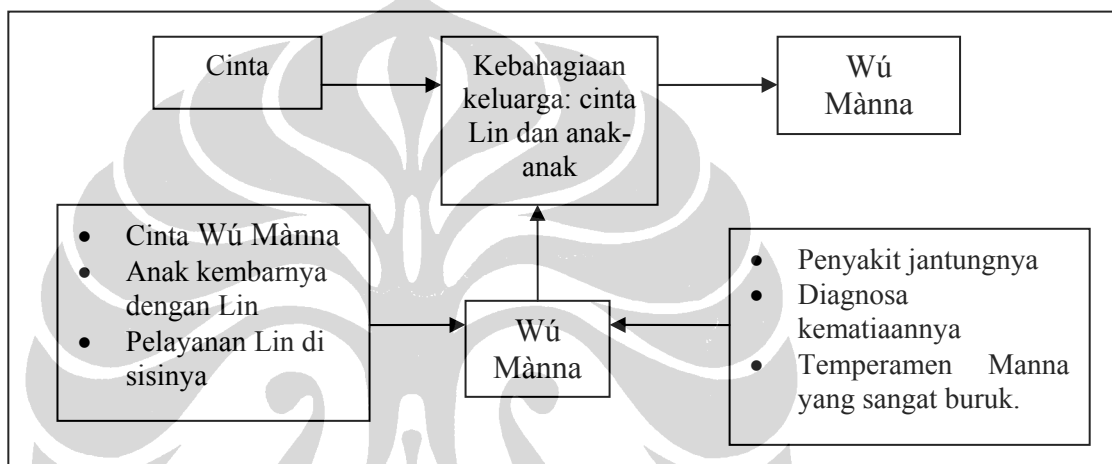 Cinta
Kebahagiaan
keluarga: cinta
Lin dan anak-
anak
Wú
Mànna
• Cinta Wú Mànna
• Anak kembarnya
dengan Lin
• Pelayanan Lin di
sisinya
Wú
Mànna
• Penyakit jantungnya
• Diagnosa
kematiaannya
• Temperamen Manna
yang sangat buruk.